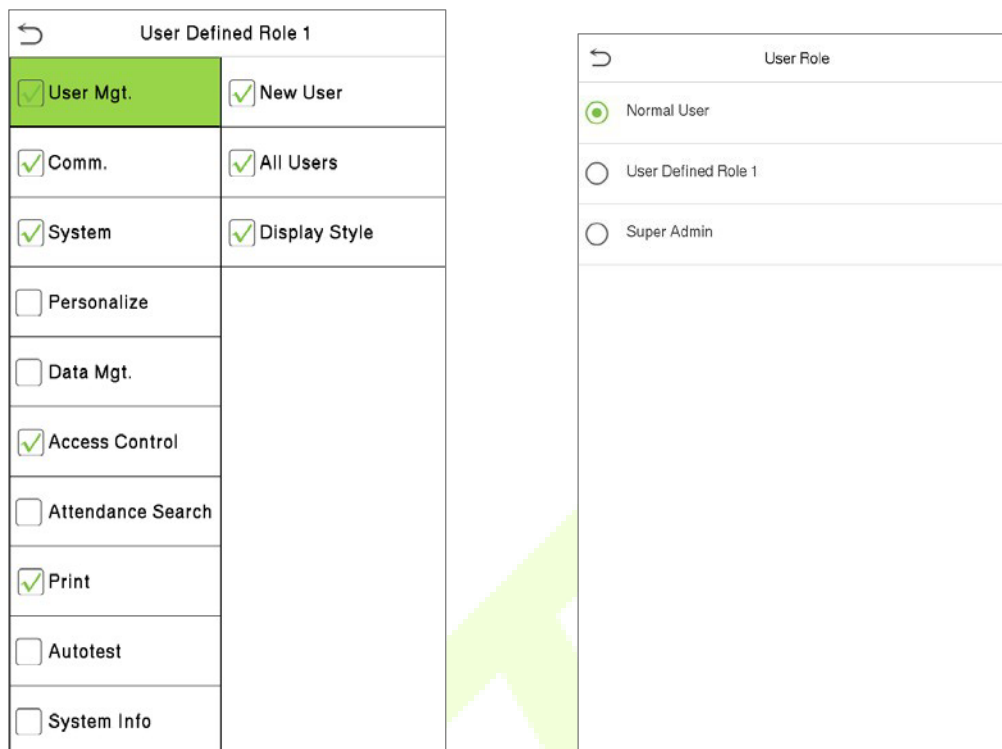 User Defined Role 1
User Mgt.
New User
Comm.
All Users
System
Display Style
Personalize
Data Mgt.
Access Control
Attendance Search
Print
Autotest
System Info
User Role
Normal User
User Defined Role 1
Super Admin